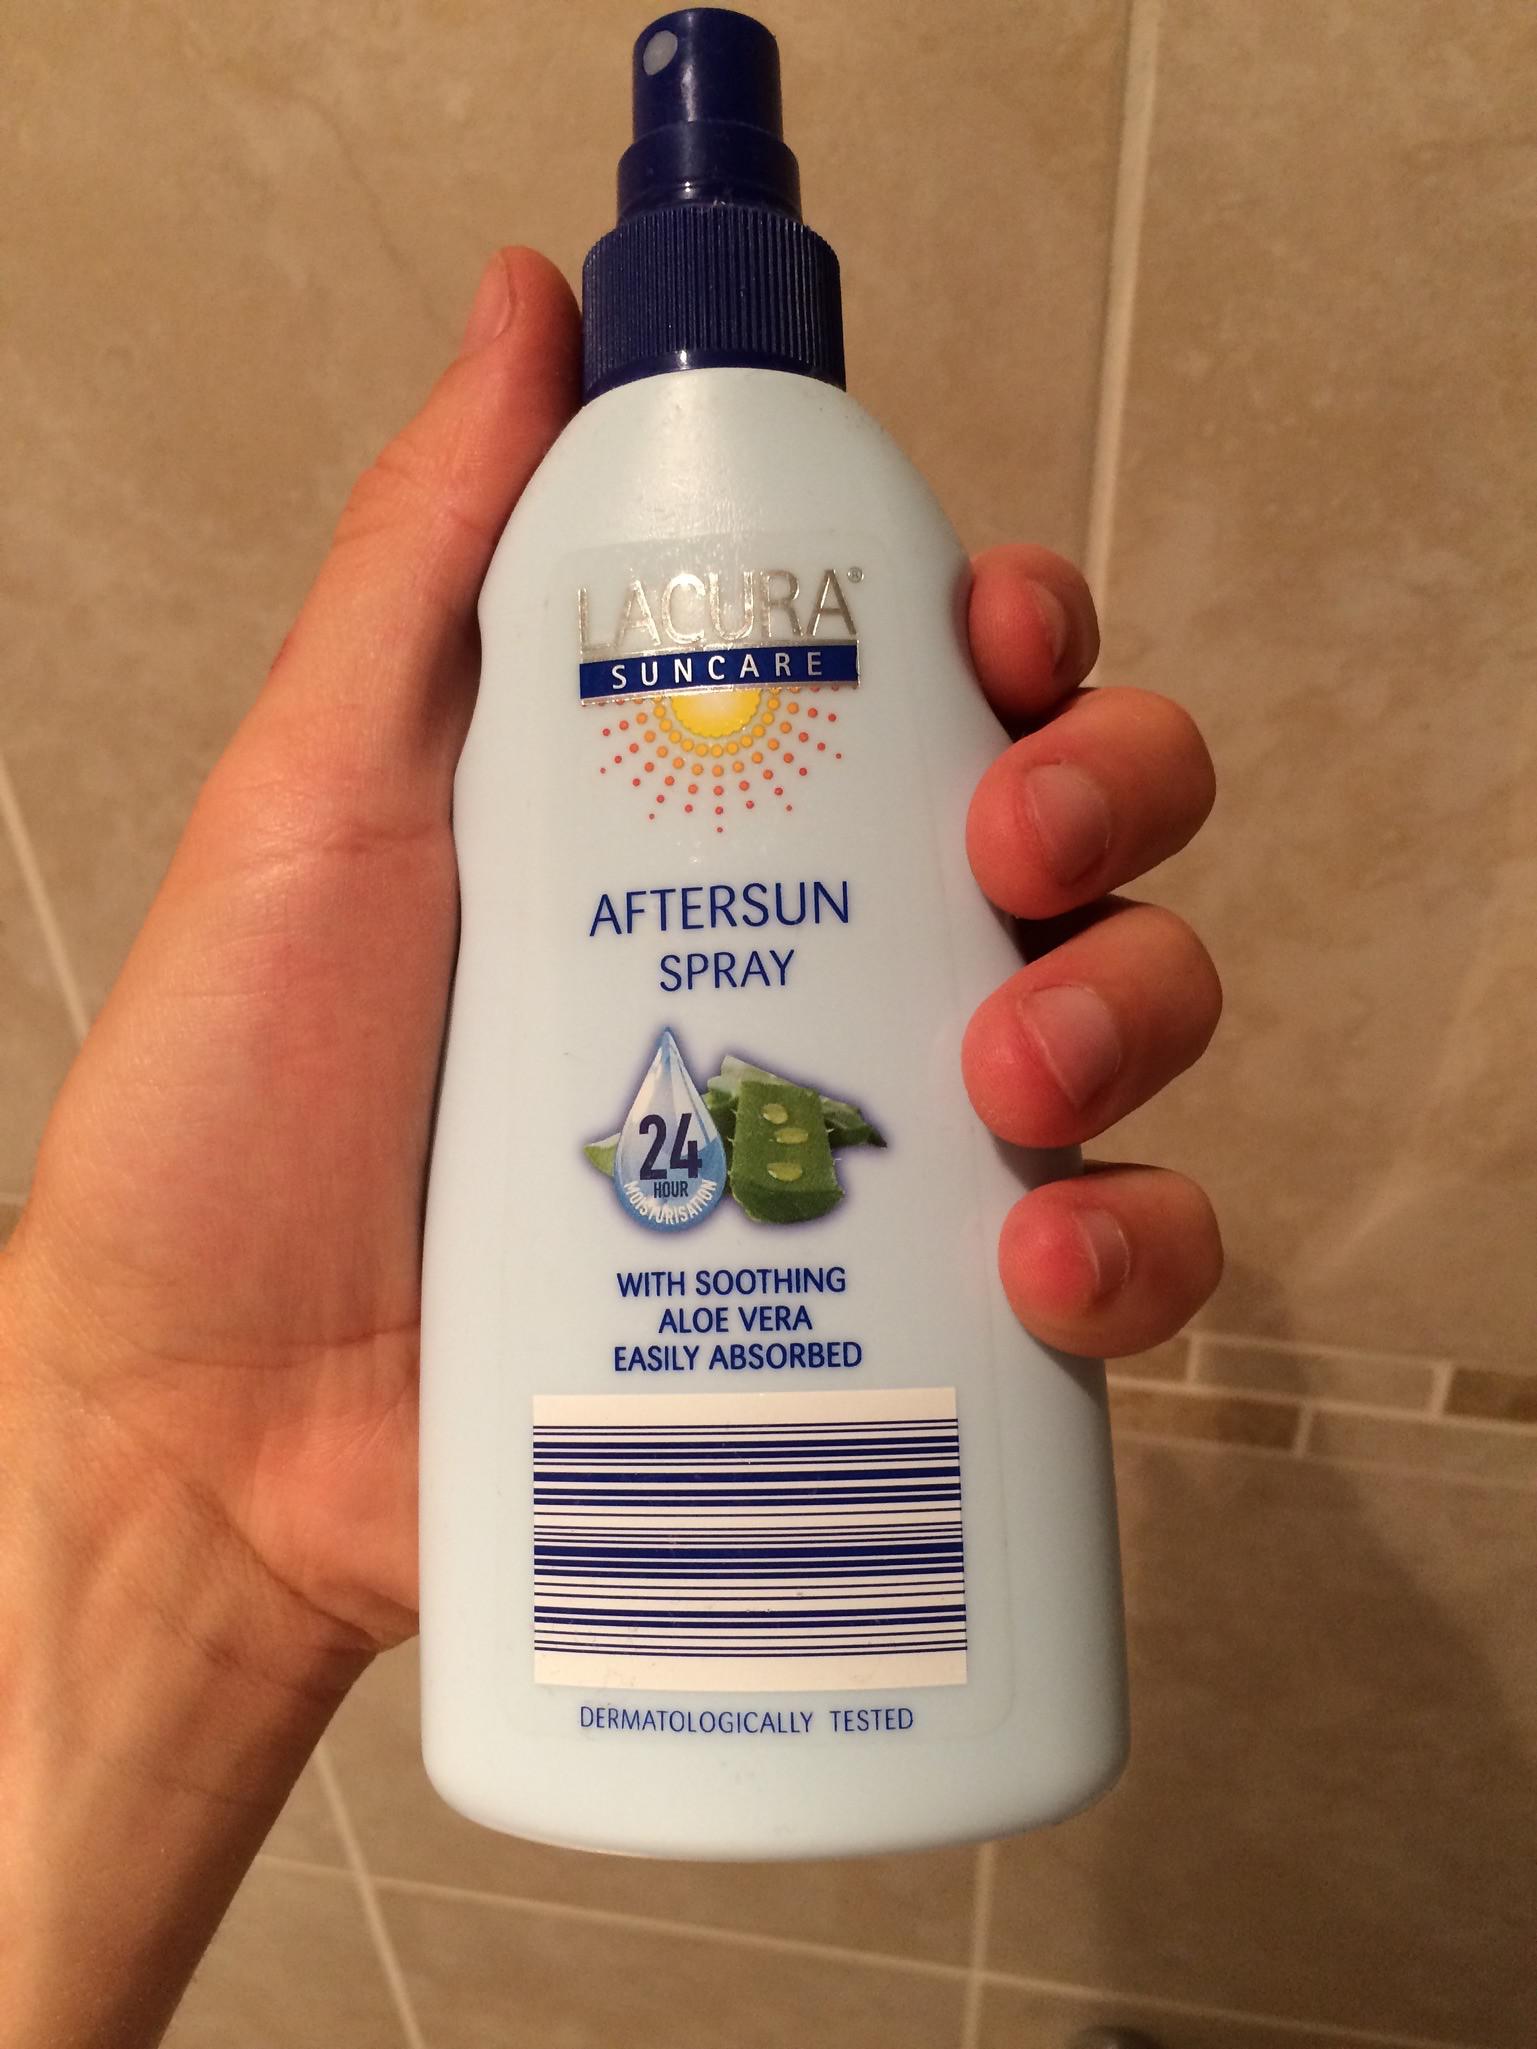 LACURA®
SUNCARE
AFTERSUN
SPRAY
24
HOUR
MOISTURISATION
WITH SOOTHING
ALOE VERA
EASILY ABSORBED
DERMATOLOGICALLY TESTED